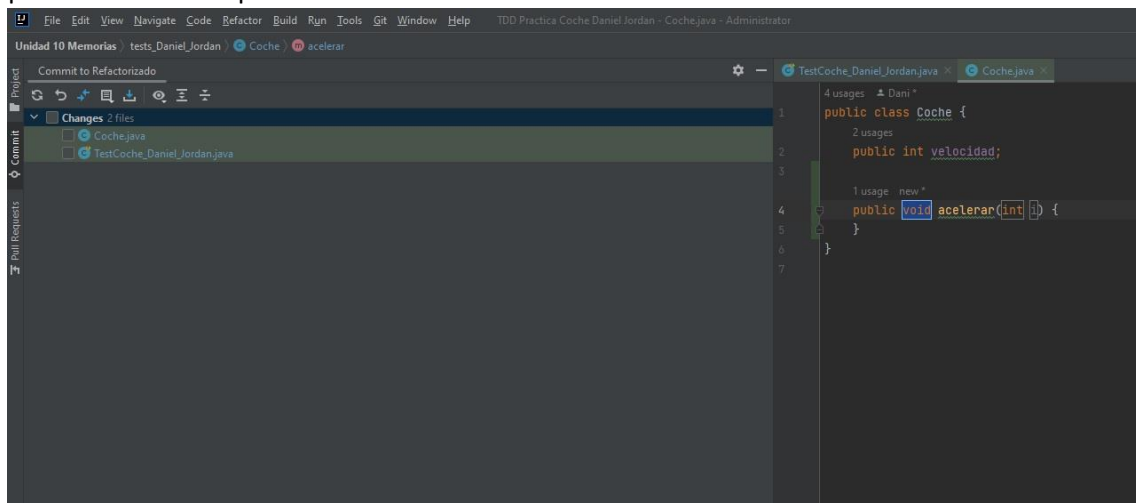 File Edit View Navigate Code Refactor Build Run Tools Git Window Help TDD Practica Coche Daniel Jordan - Coche.java - Administrator
Unidad 10 Memorias tests_Daniel_Jordan Coche acelerar
Project
Commit
Pull Requests
Commit to Refactorizado
Changes 2 files
Coche.java
TestCoche_Daniel_Jordan.java
TestCoche_Daniel_Jordan.java Coche.java
4 usages Dani *
1 public class Coche {
2 usages
2 public int velocidad;
3
1 usage new *
4 public void acelerar(int i) {
5 }
6 }
7